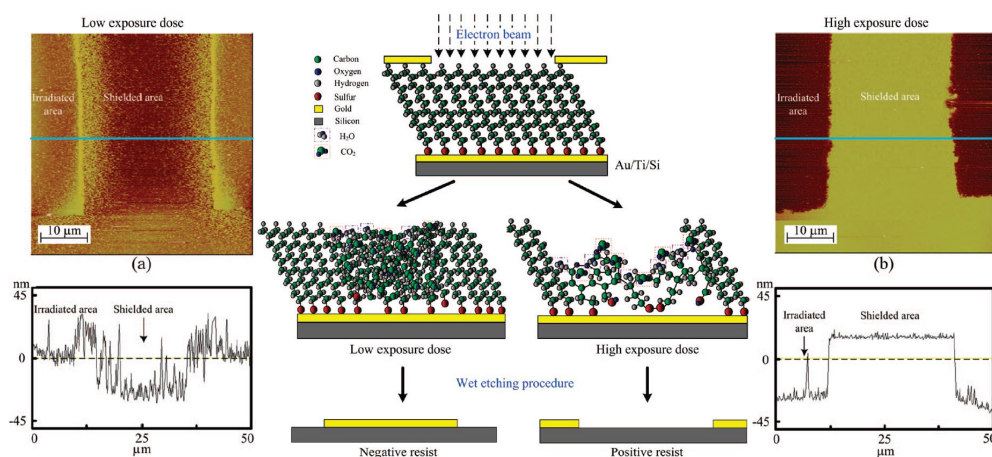 Low exposure dose
Irradiated
area
Shielded area
10 μm
(a)
nm
45
0
-45
Irradiated area
Shielded area
0
25
50
μm
Electron beam
Carbon
Oxygen
Hydrogen
Sulfur
Gold
Silicon
H₂O
CO₂
Au/Ti/Si
Low exposure dose
High exposure dose
Wet etching procedure
Negative resist
Positive resist
High exposure dose
Irradiated
area
Shielded area
10 μm
(b)
nm
45
0
-45
Irradiated
area
Shielded area
0
25
50
μm